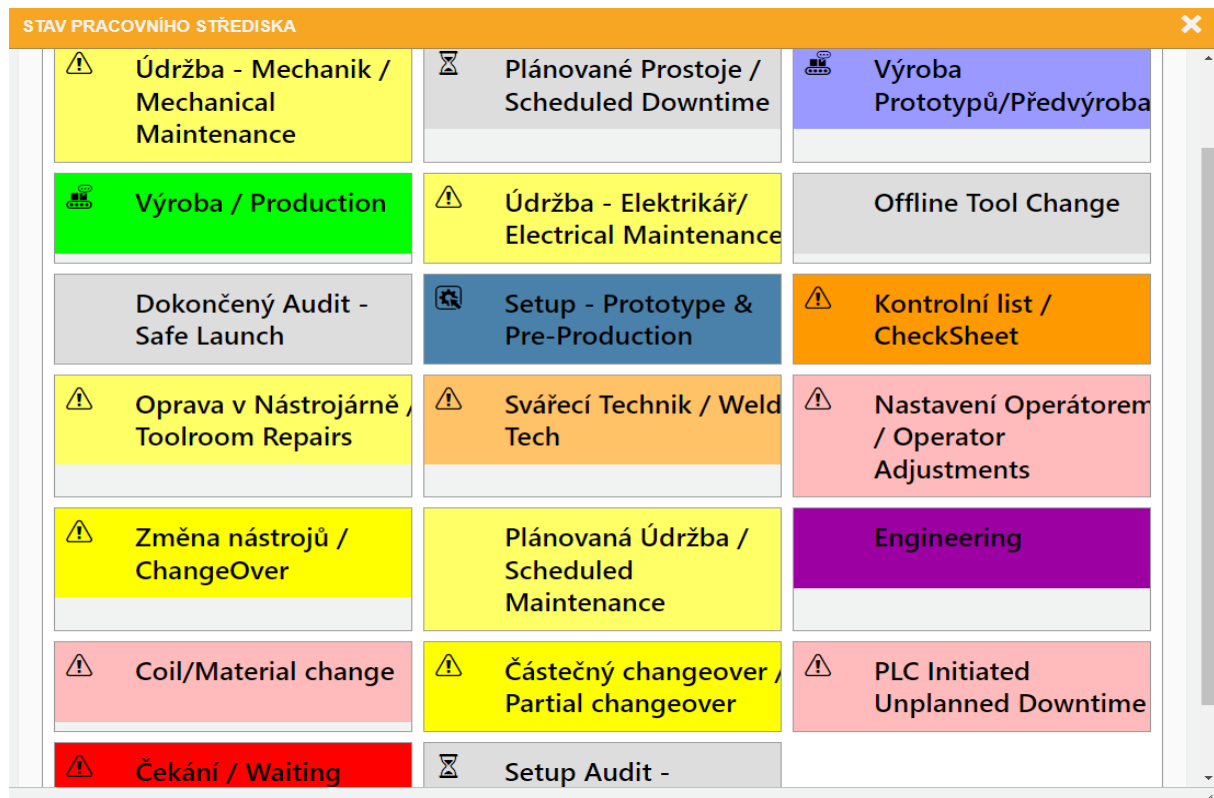 STAV PRACOVNÍHO STŘEDISKA
Údržba - Mechanik /
Mechanical
Maintenance
Plánované Prostoje /
Scheduled Downtime
Výroba
Prototypů/Předvýroba
Výroba / Production
Údržba - Elektrikář/
Electrical Maintenance
Offline Tool Change
Dokončený Audit -
Safe Launch
Setup - Prototype &
Pre-Production
Kontrolní list /
CheckSheet
Oprava v Nástrojárně /
Toolroom Repairs
Svářecí Technik / Weld
Tech
Nastavení Operátorem
/ Operator
Adjustments
Změna nástrojů /
ChangeOver
Plánovaná Údržba /
Scheduled
Maintenance
Engineering
Coil/Material change
Částečný changeover /
Partial changeover
PLC Initiated
Unplanned Downtime
Čekání / Waiting
Setup Audit -